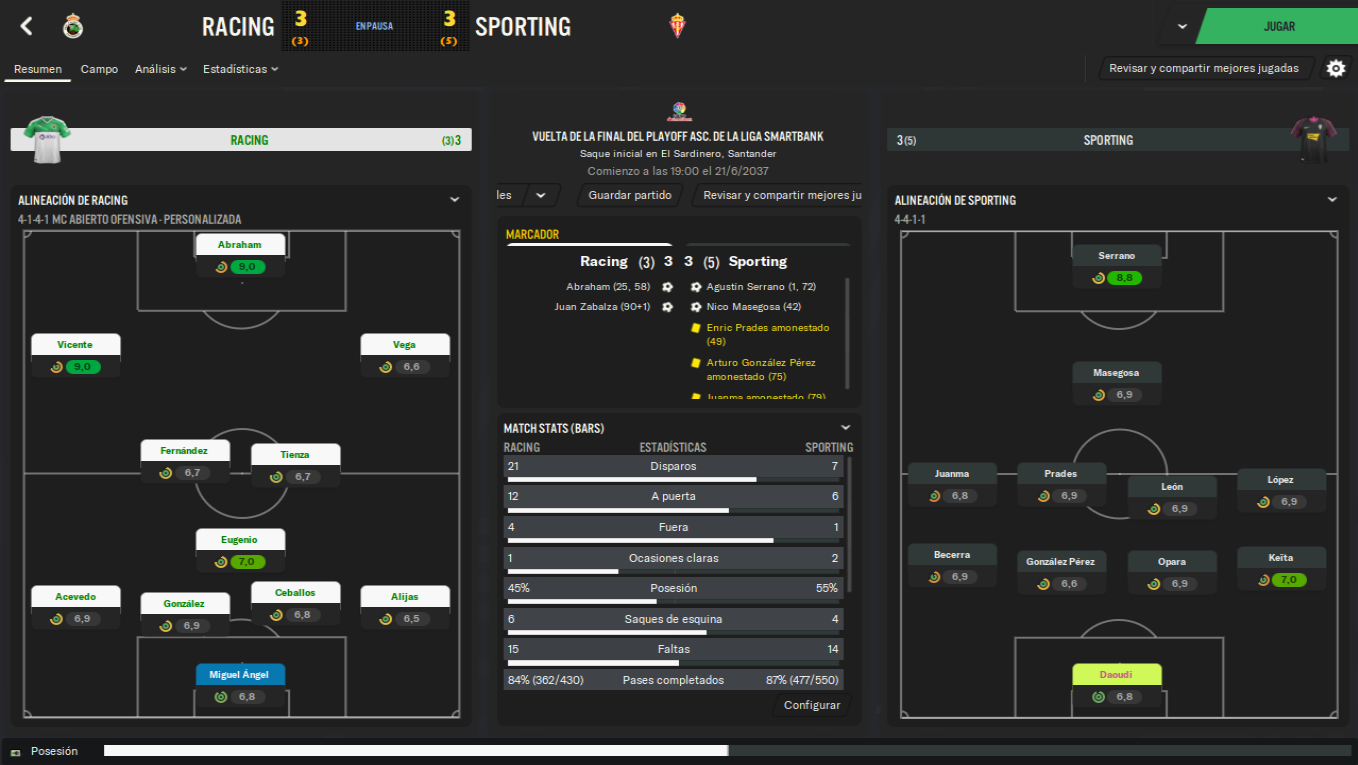 RACING
3
(3)
EN PAUSA
3
(5)
SPORTING
JUGAR
Resumen
Campo
Análisis
Estadísticas
Revisar y compartir mejores jugadas
RACING
(3)3
VUELTA DE LA FINAL DEL PLAYOFF ASC. DE LA LIGA SMARTBANK
Saque inicial en El Sardinero, Santander
Comienzo a las 19:00 el 21/6/2037
3(5)
SPORTING
les
Guardar partido
Revisar y compartir mejores ju
ALINEACIÓN DE RACING
4-1-4-1 MC ABIERTO OFENSIVA - PERSONALIZADA
Abraham
9,0
Vicente
9,0
Vega
6,6
Fernández
6,7
Tienza
6,7
Eugenio
7,0
Acevedo
6,9
González
6,9
Ceballos
6,8
Alijas
6,5
Miguel Ángel
6,8
MARCADOR
Racing (3) 3 3 (5) Sporting
Abraham (25, 58)
Agustín Serrano (1, 72)
Juan Zabalza (90+1)
Nico Masegosa (42)
Enric Prades amonestado
(49)
Arturo González Pérez
amonestado (75)
Juanma amonestado (79)
MATCH STATS (BARS)
RACING ESTADÍSTICAS SPORTING
21 Disparos 7
12 A puerta 6
4 Fuera 1
1 Ocasiones claras 2
45% Posesión 55%
6 Saques de esquina 4
15 Faltas 14
84% (362/430) Pases completados 87% (477/550)
Configurar
ALINEACIÓN DE SPORTING
4-4-1-1
Serrano
8,8
Masegosa
6,9
Juanma
6,8
Prades
6,9
León
6,9
López
6,9
Becerra
6,9
González Pérez
6,6
Opara
6,9
Keïta
7,0
Daoudi
6,8
Posesión